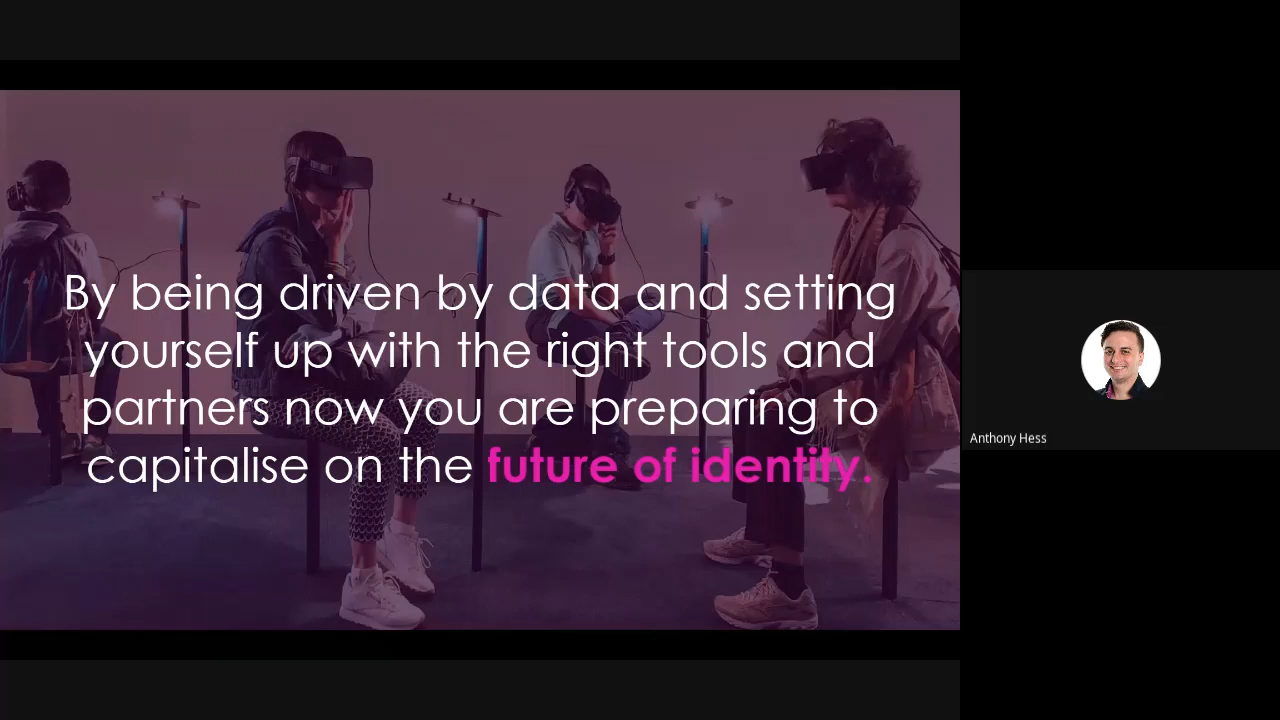 By being driven by data and setting
yourself up with the right tools and
partners now you are preparing to
capitalise on the future of identity.
Anthony Hess